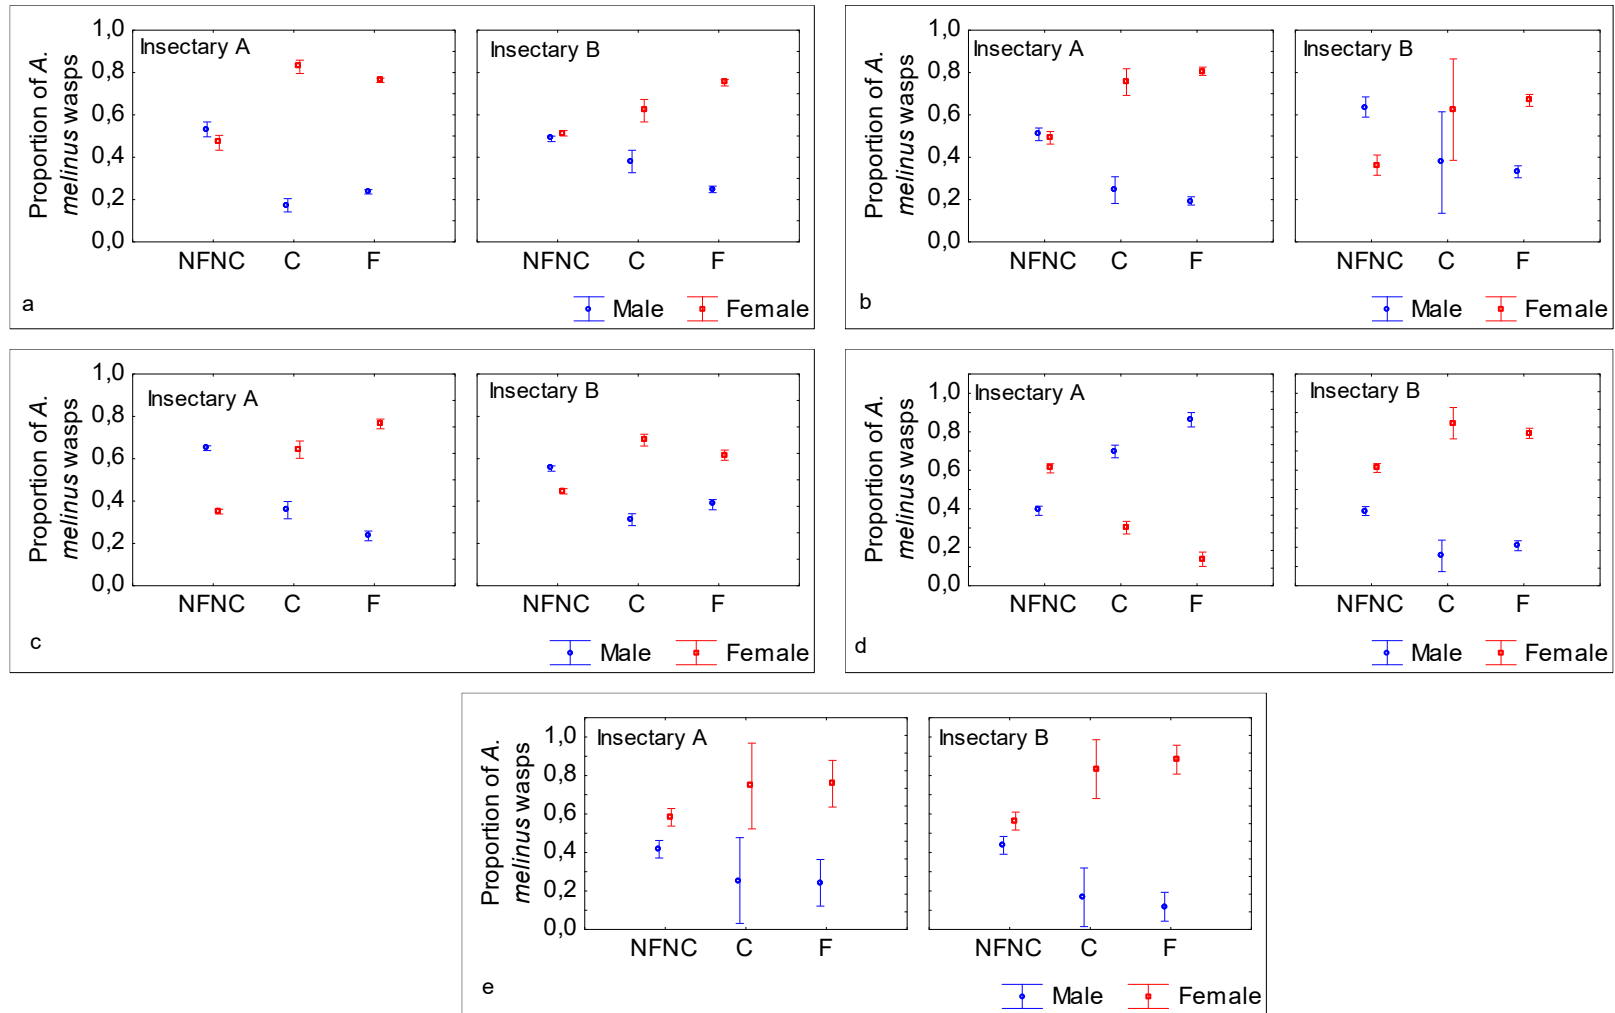 Proportion of A.
melinus wasps
1,0
0,8
0,6
0,4
0,2
0,0
Insectary A
Insectary B
NFNC C F
NFNC C F
a
Male Female
Proportion of A.
melinus wasps
1,0
0,8
0,6
0,4
0,2
0,0
Insectary A
Insectary B
NFNC C F
NFNC C F
b
Male Female
Proportion of A.
melinus wasps
1,0
0,8
0,6
0,4
0,2
0,0
Insectary A
Insectary B
NFNC C F
NFNC C F
c
Male Female
Proportion of A.
melinus wasps
1,0
0,8
0,6
0,4
0,2
0,0
Insectary A
Insectary B
NFNC C F
NFNC C F
d
Male Female
Proportion of A.
melinus wasps
1,0
0,8
0,6
0,4
0,2
0,0
Insectary A
Insectary B
NFNC C F
NFNC C F
e
Male Female